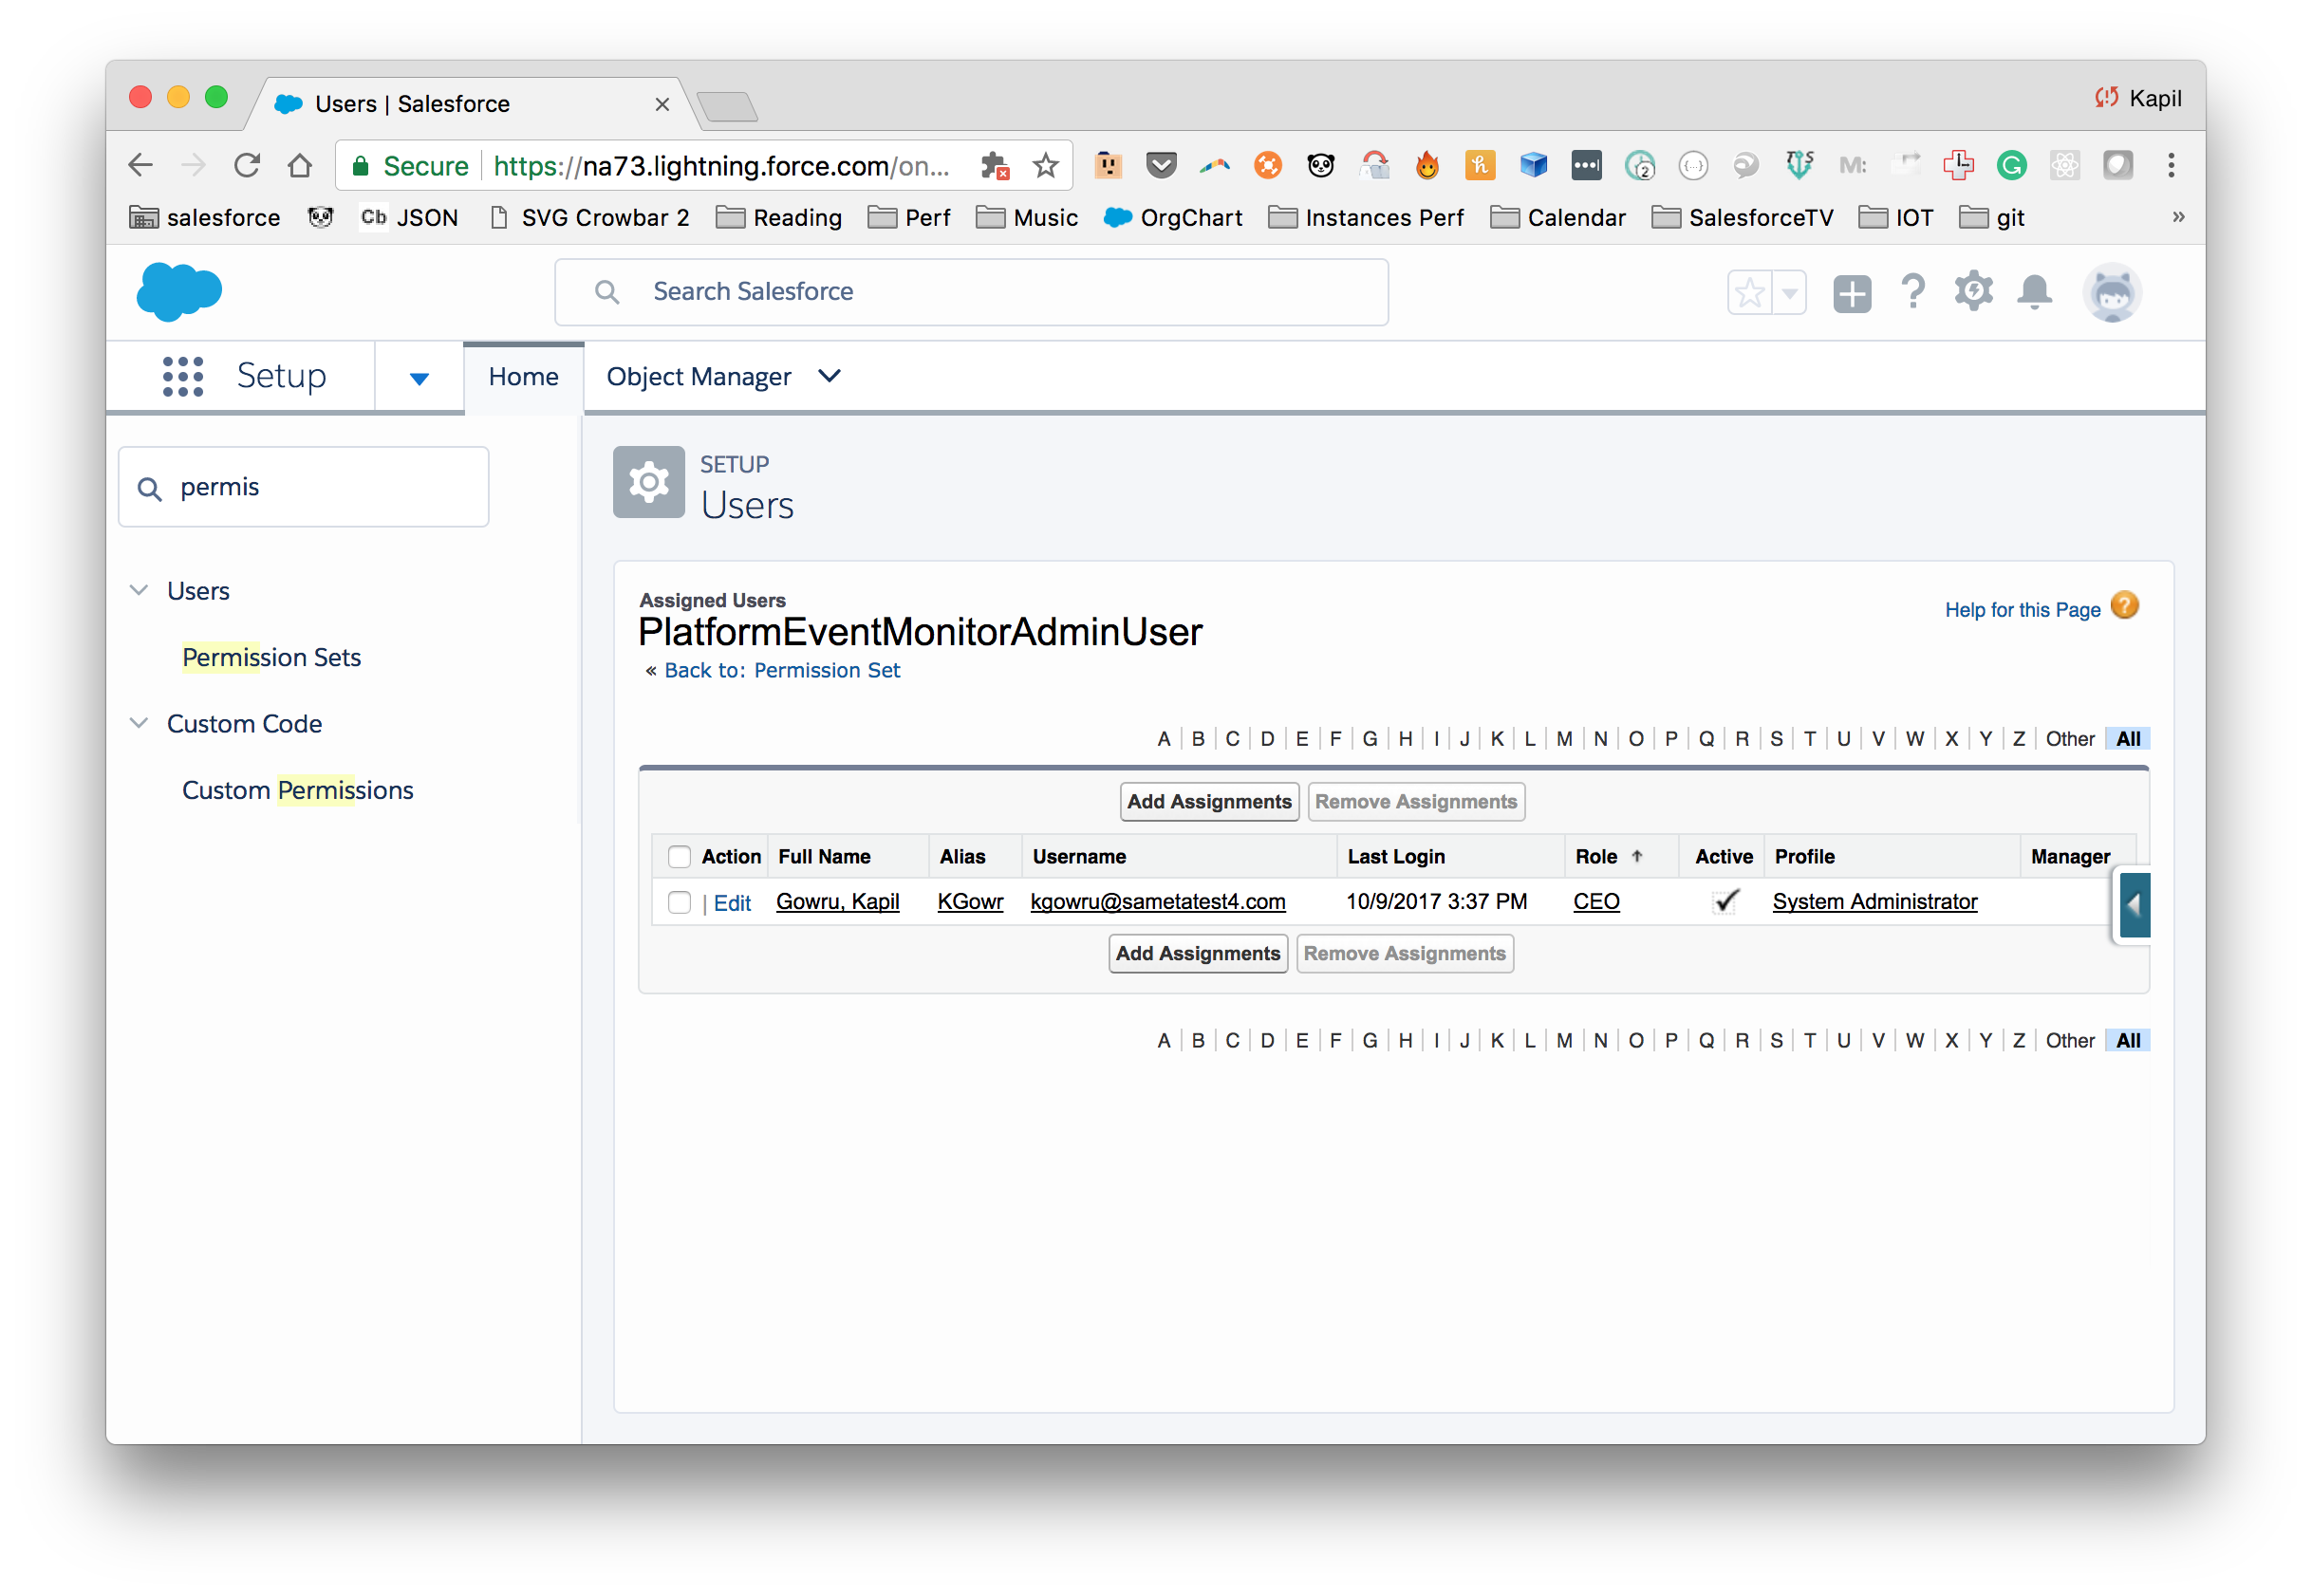 Users | Salesforce
Kapil
Secure https://na73.lightning.force.com/on...
salesforce Cb JSON SVG Crowbar 2 Reading Perf Music OrgChart Instances Perf Calendar SalesforceTV IOT git »
Search Salesforce
Setup Home Object Manager
permis
Users
Permission Sets
Custom Code
Custom Permissions
SETUP
Users
Assigned Users
PlatformEventMonitorAdminUser
« Back to: Permission Set
Help for this Page ?
A | B | C | D | E | F | G | H | I | J | K | L | M | N | O | P | Q | R | S | T | U | V | W | X | Y | Z | Other | All
Add Assignments Remove Assignments
Action Full Name Alias Username Last Login Role ↑ Active Profile Manager
| Edit Gowru, Kapil KGowr kgowru@sametatest4.com 10/9/2017 3:37 PM CEO System Administrator
Add Assignments Remove Assignments
A | B | C | D | E | F | G | H | I | J | K | L | M | N | O | P | Q | R | S | T | U | V | W | X | Y | Z | Other | All